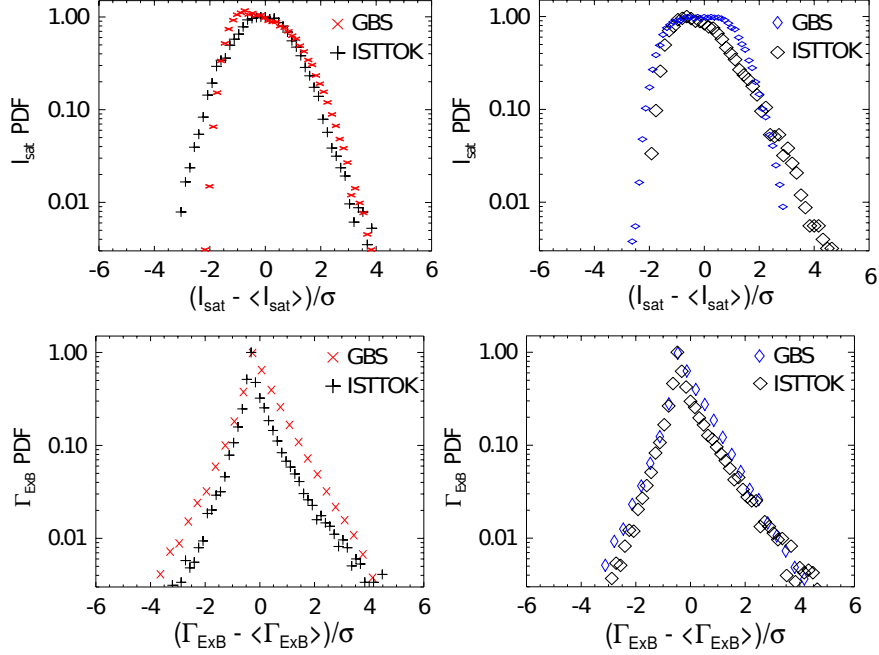 1.00
0.10
0.01
I_sat PDF
GBS
ISTTOK
-6 -4 -2 0 2 4 6
(I_sat - <I_sat>)/σ
1.00
0.10
0.01
I_sat PDF
GBS
ISTTOK
-6 -4 -2 0 2 4 6
(I_sat - <I_sat>)/σ
1.00
0.10
0.01
Γ_ExB PDF
GBS
ISTTOK
-6 -4 -2 0 2 4 6
(Γ_ExB - <Γ_ExB>)/σ
1.00
0.10
0.01
Γ_ExB PDF
GBS
ISTTOK
-6 -4 -2 0 2 4 6
(Γ_ExB - <Γ_ExB>)/σ